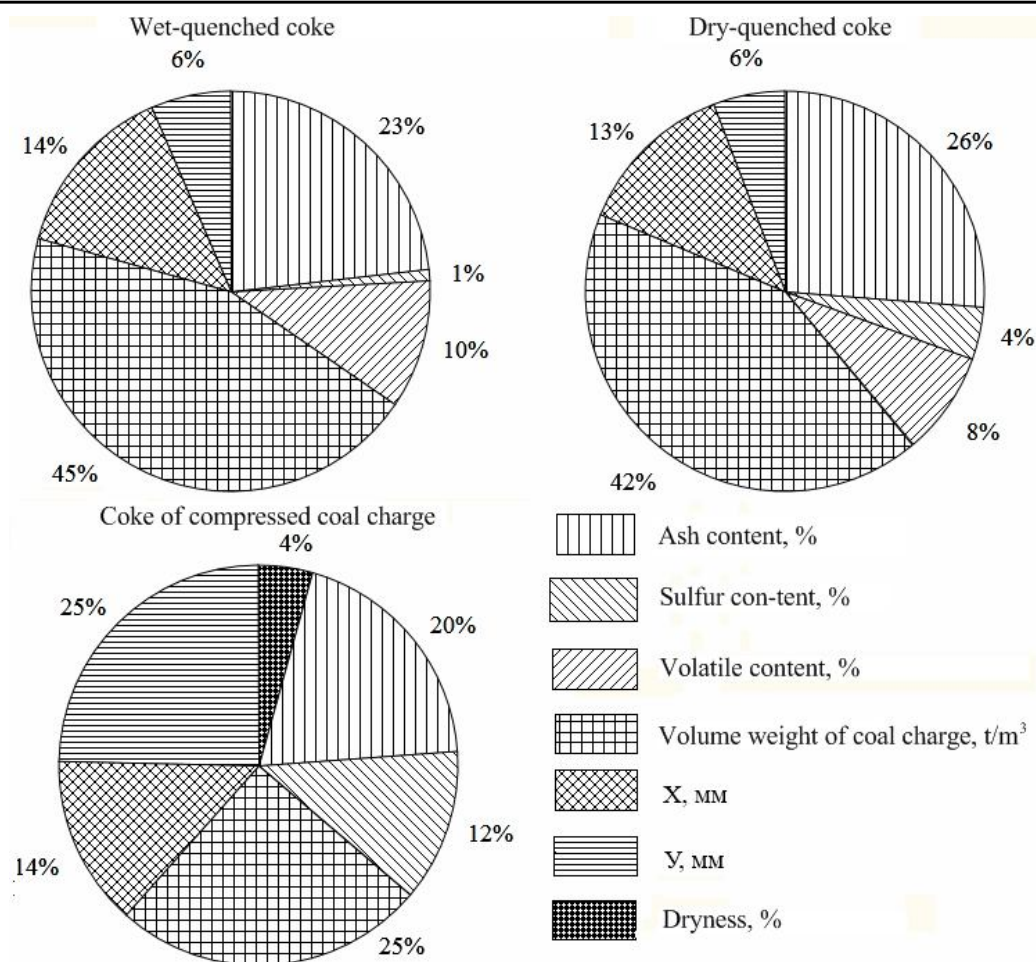 Wet-quenched coke
6%
14%
23%
1%
10%
45%
Dry-quenched coke
6%
13%
26%
4%
8%
42%
Coke of compressed coal charge
4%
25%
20%
12%
14%
25%
Ash content, %
Sulfur con-tent, %
Volatile content, %
Volume weight of coal charge, t/m³
Х, мм
У, мм
Dryness, %